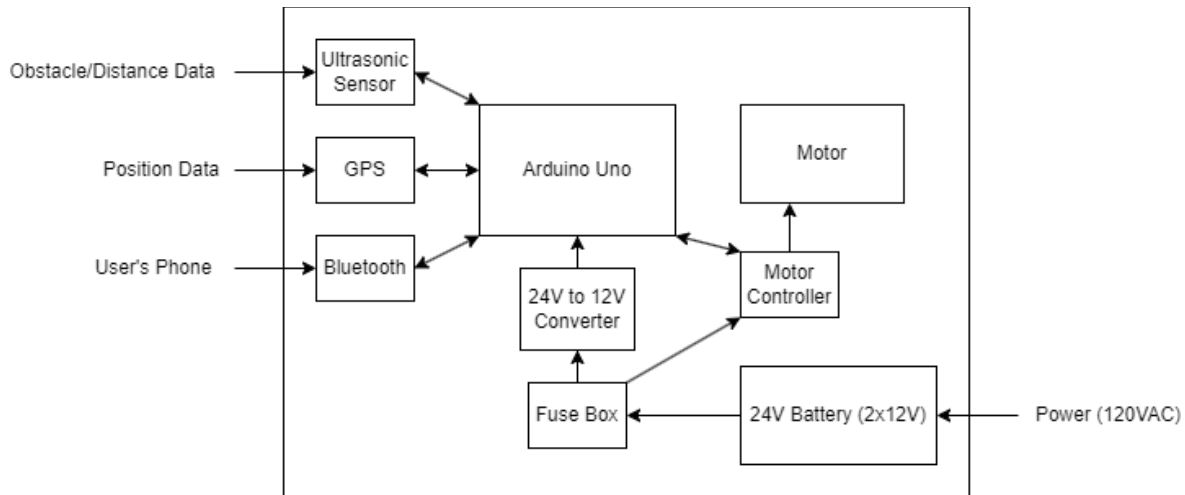 Obstacle/Distance Data
Ultrasonic
Sensor
Position Data
GPS
Arduino Uno
Motor
User's Phone
Bluetooth
24V to 12V
Converter
Motor
Controller
Fuse Box
24V Battery (2x12V)
Power (120VAC)